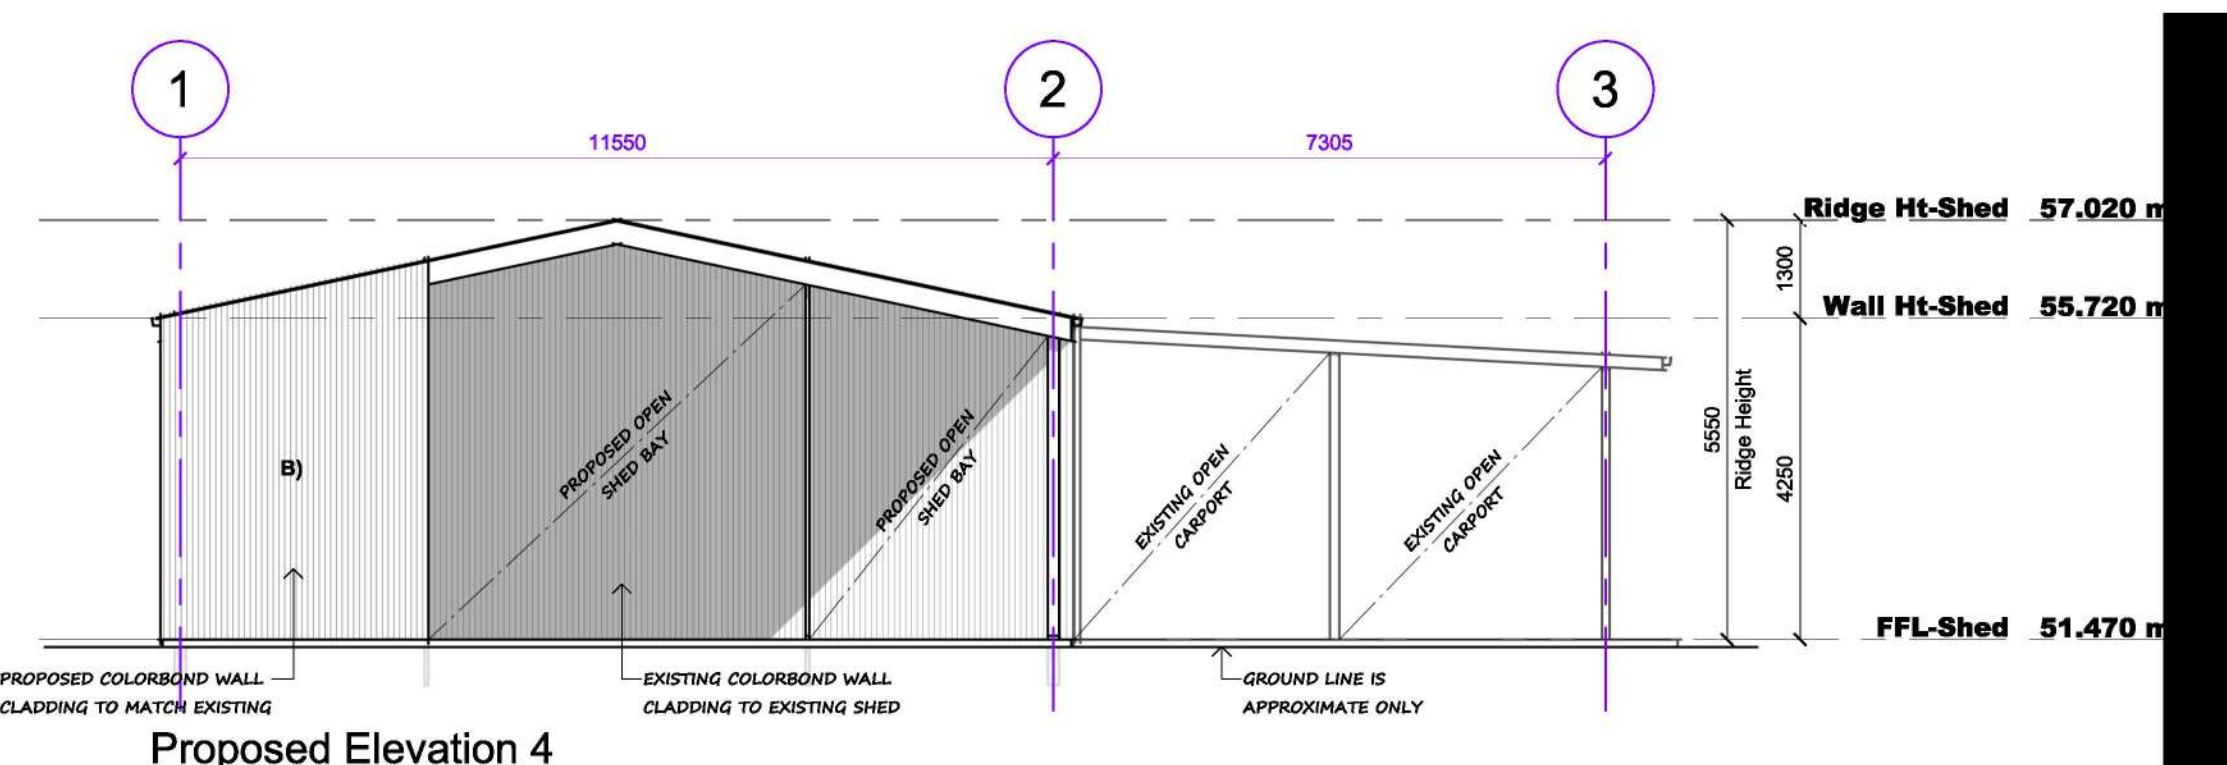 1
2
3
11550
7305
Ridge Ht-Shed 57.020 m
1300
Wall Ht-Shed 55.720 m
5550
Ridge Height
4250
PROPOSED OPEN
SHED BAY
PROPOSED OPEN
SHED BAY
EXISTING OPEN
CARPORT
EXISTING OPEN
CARPORT
B)
FFL-Shed 51.470 m
PROPOSED COLORBOND WALL
CLADDING TO MATCH EXISTING
EXISTING COLORBOND WALL
CLADDING TO EXISTING SHED
GROUND LINE IS
APPROXIMATE ONLY
Proposed Elevation 4